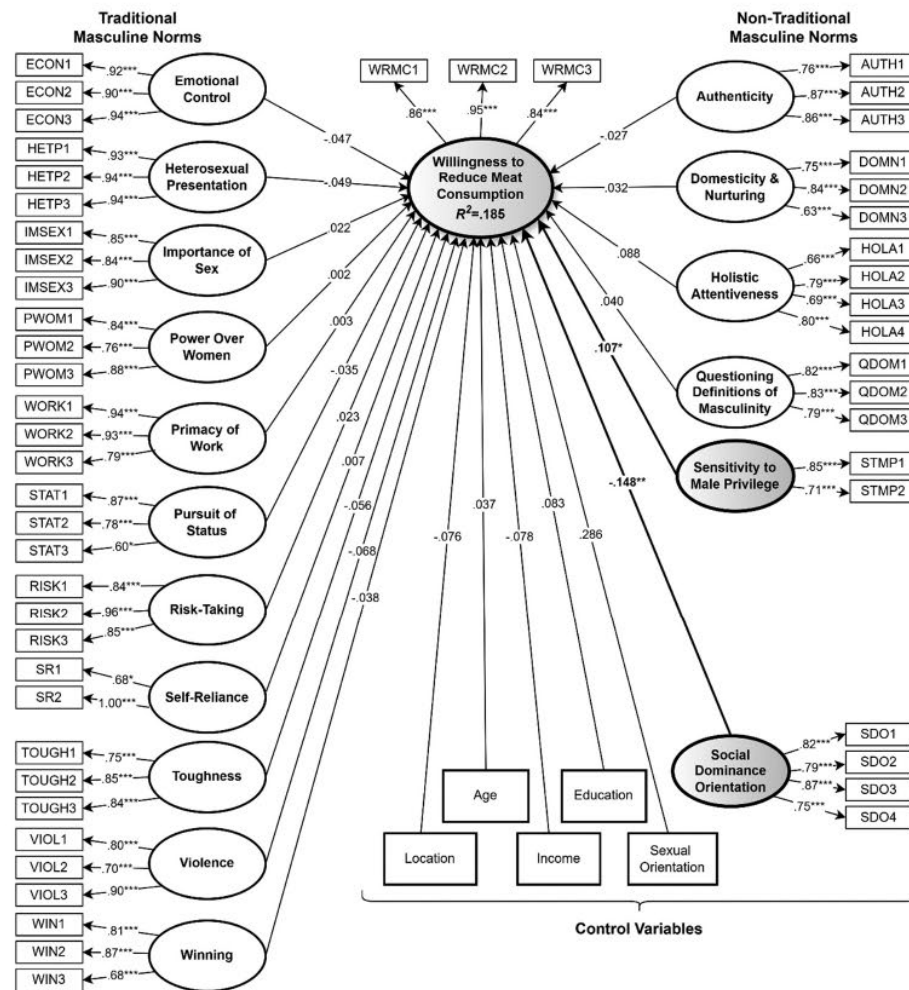 Traditional
Masculine Norms
Non-Traditional
Masculine Norms
ECON1
ECON2
ECON3
.92***
.90***
.94***
Emotional
Control
-.047
HETP1
HETP2
HETP3
.93***
.94***
.94***
Heterosexual
Presentation
-.049
IMSEX1
IMSEX2
IMSEX3
.85***
.84***
.90***
Importance of
Sex
.022
PWOM1
PWOM2
PWOM3
.84***
.76***
.88***
Power Over
Women
.002
WORK1
WORK2
WORK3
.94***
.93***
.79***
Primacy of
Work
.003
STAT1
STAT2
STAT3
.87***
.78***
.60*
Pursuit of
Status
-.035
RISK1
RISK2
RISK3
.84***
.96***
.85***
Risk-Taking
.023
SR1
SR2
.68*
1.00***
Self-Reliance
.007
TOUGH1
TOUGH2
TOUGH3
.75***
.85***
.84***
Toughness
-.056
VIOL1
VIOL2
VIOL3
.80***
.70***
.90***
Violence
-.068
WIN1
WIN2
WIN3
.81***
.87***
.68***
Winning
-.038
WRMC1
WRMC2
WRMC3
.86***
.95***
.84***
Willingness to
Reduce Meat
Consumption
R²=.185
-.076
.037
-.078
.083
.286
Age
Education
Location
Income
Sexual
Orientation
Control Variables
-.027
Authenticity
.76***
.87***
.86***
AUTH1
AUTH2
AUTH3
.032
Domesticity &
Nurturing
.75***
.84***
.63***
DOMN1
DOMN2
DOMN3
.088
Holistic
Attentiveness
.66***
.79***
.69***
.80***
HOLA1
HOLA2
HOLA3
HOLA4
.040
Questioning
Definitions of
Masculinity
.82***
.83***
.79***
QDOM1
QDOM2
QDOM3
.107*
Sensitivity to
Male Privilege
.85***
.71***
STMP1
STMP2
-.148**
Social
Dominance
Orientation
.82***
.79***
.87***
.75***
SDO1
SDO2
SDO3
SDO4